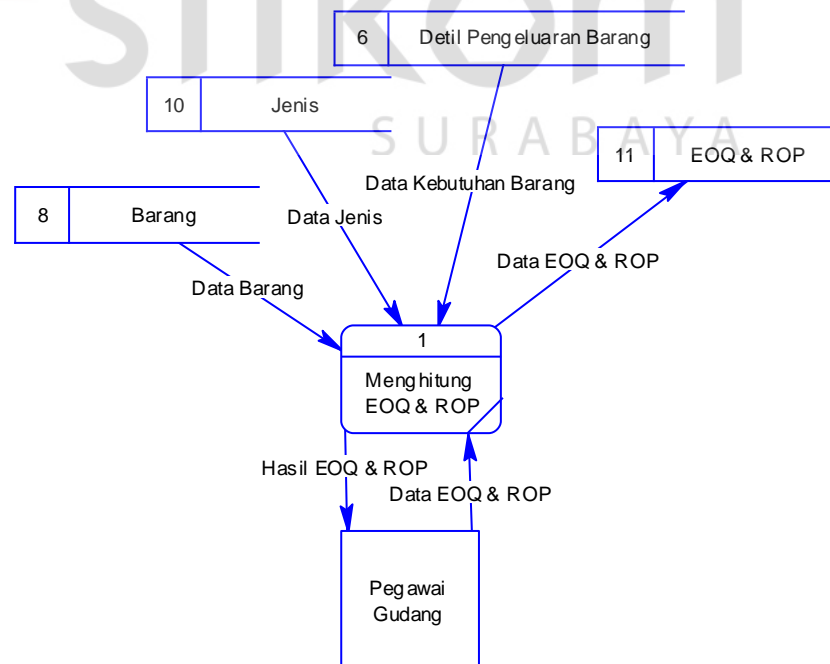 6 Detil Pengeluaran Barang
10 Jenis
SURABAYA
11 EOQ & ROP
Data Kebutuhan Barang
8 Barang
Data Jenis
Data EOQ & ROP
Data Barang
1
Menghitung
EOQ & ROP
Hasil EOQ & ROP
Data EOQ & ROP
Pegawai
Gudang